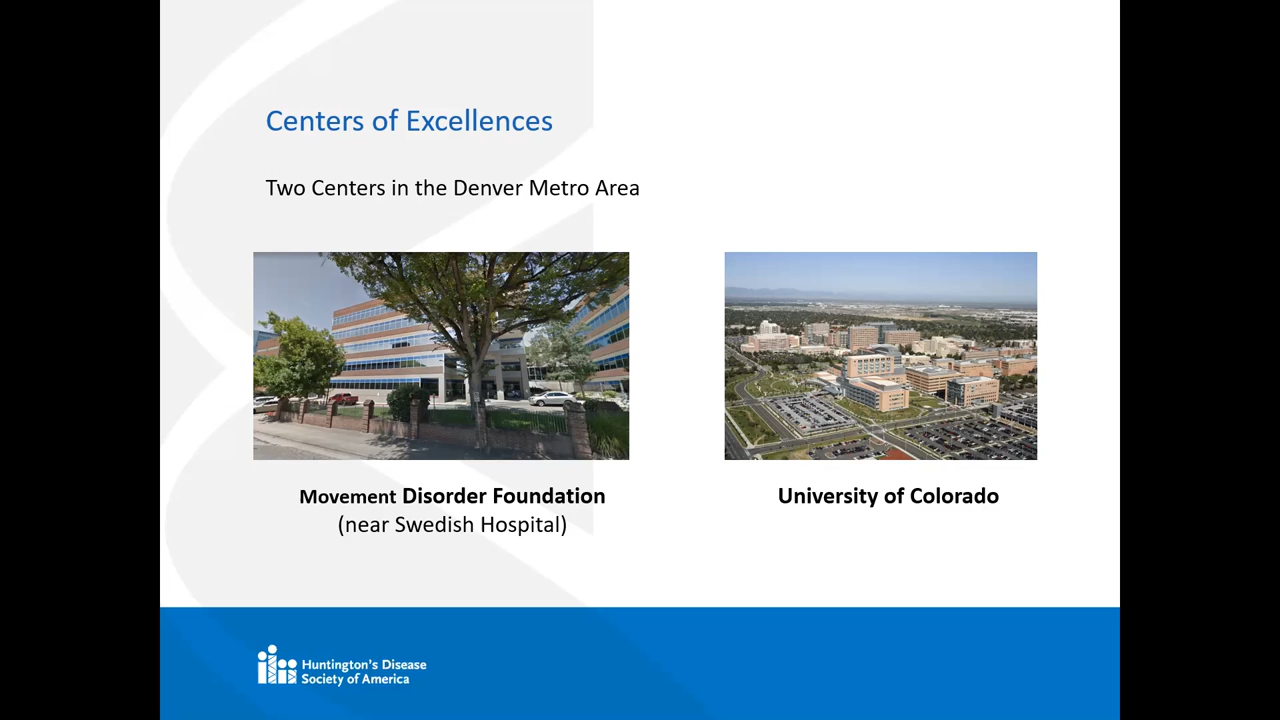 Centers of Excellences
Two Centers in the Denver Metro Area
Movement Disorder Foundation
(near Swedish Hospital)
University of Colorado
Huntington's Disease
Society of America